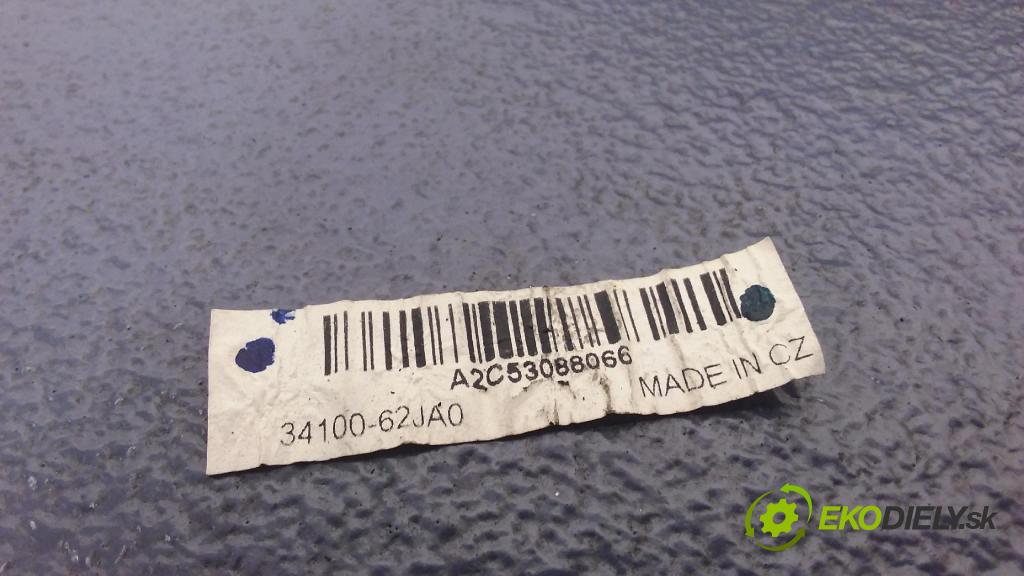 A2C53088066
34100-62JA0 MADE IN CZ
EKODIELY.sk